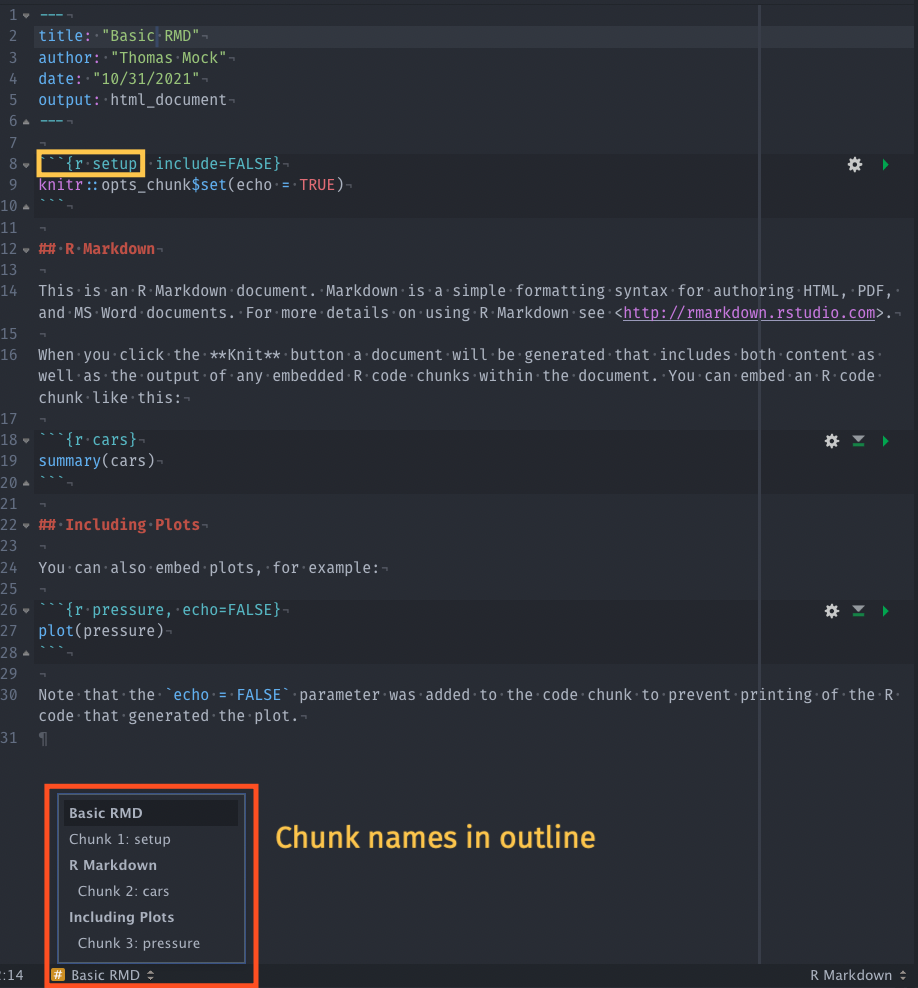 1 ---
2 title: "Basic RMD"
3 author: "Thomas Mock"
4 date: "10/31/2021"
5 output: html_document
6 ---
7
8 ```{r setup, include=FALSE}
9 knitr::opts_chunk$set(echo = TRUE)
10 ```
11
12 ## R Markdown
13
14 This is an R Markdown document. Markdown is a simple formatting syntax for authoring HTML, PDF,
and MS Word documents. For more details on using R Markdown see <http://rmarkdown.rstudio.com>.
15
16 When you click the **Knit** button a document will be generated that includes both content as
well as the output of any embedded R code chunks within the document. You can embed an R code
chunk like this:
17
18 ```{r cars}
19 summary(cars)
20 ```
21
22 ## Including Plots
23
24 You can also embed plots, for example:
25
26 ```{r pressure, echo=FALSE}
27 plot(pressure)
28 ```
29
30 Note that the `echo = FALSE` parameter was added to the code chunk to prevent printing of the R
code that generated the plot.
31 ¶
Basic RMD
Chunk 1: setup
R Markdown
Chunk 2: cars
Including Plots
Chunk 3: pressure
Chunk names in outline
:14 # Basic RMD R Markdown